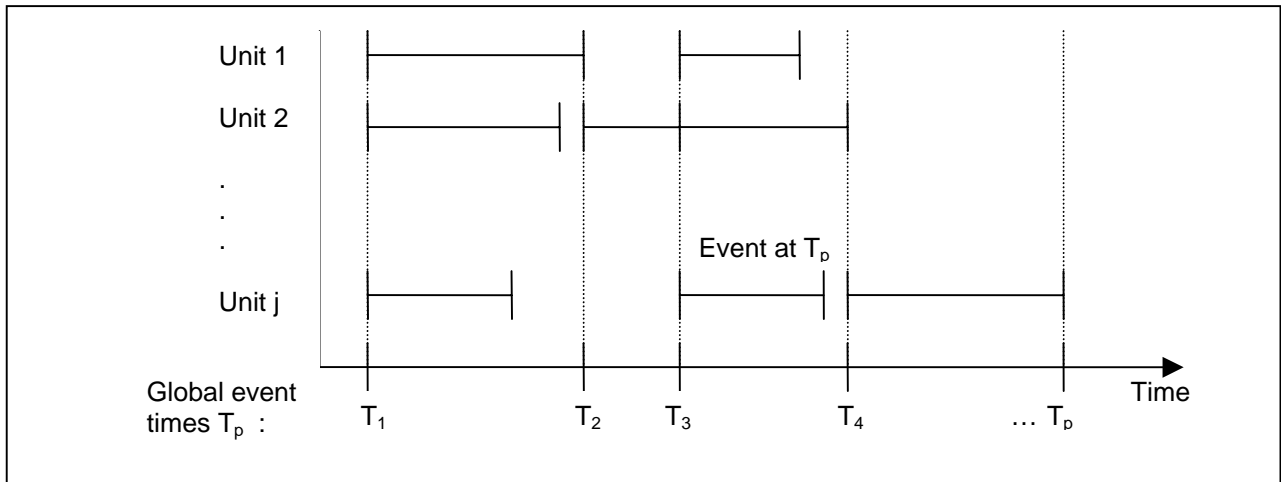 Unit 1
Unit 2
.
.
.
Event at Tₚ
Unit j
Global event
times Tₚ :
T₁ T₂ T₃ T₄ … Tₚ
Time